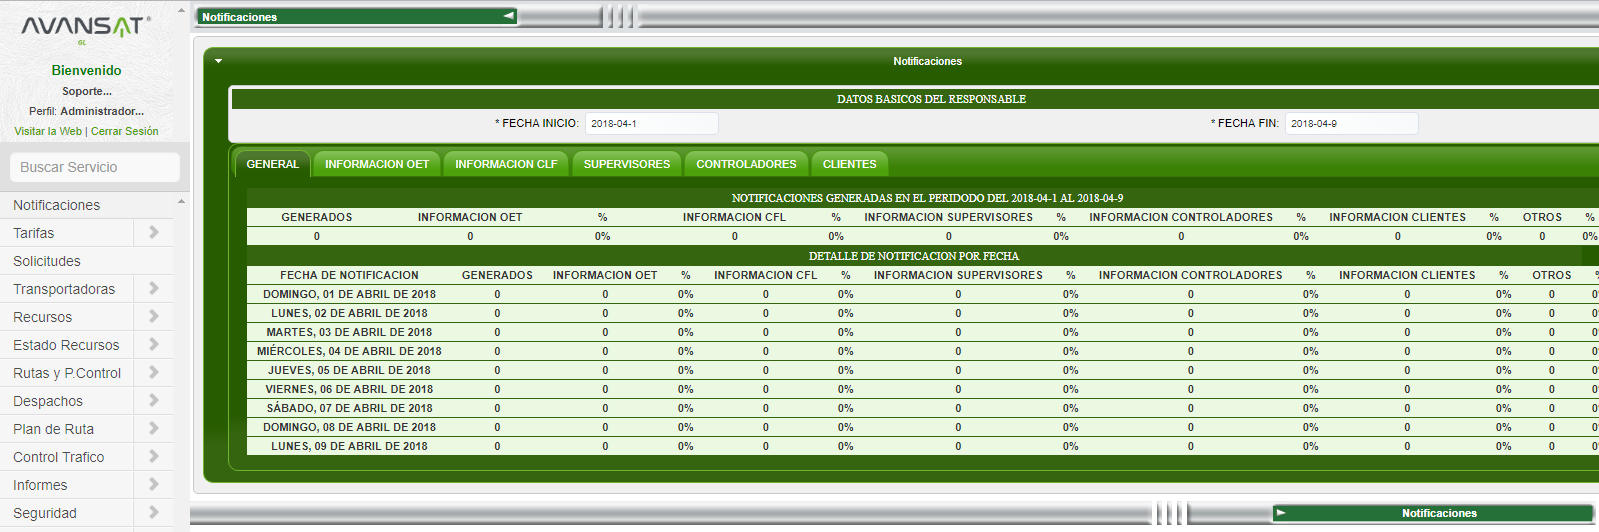 AVANSAT
GL
Bienvenido
Soporte...
Perfil: Administrador...
Visitar la Web | Cerrar Sesión
Buscar Servicio
Notificaciones
Tarifas
Solicitudes
Transportadoras
Recursos
Estado Recursos
Rutas y P.Control
Despachos
Plan de Ruta
Control Trafico
Informes
Seguridad
Notificaciones
Notificaciones
DATOS BASICOS DEL RESPONSABLE
* FECHA INICIO: 2018-04-1 * FECHA FIN: 2018-04-9
GENERAL INFORMACION OET INFORMACION CLF SUPERVISORES CONTROLADORES CLIENTES
NOTIFICACIONES GENERADAS EN EL PERIDODO DEL 2018-04-1 AL 2018-04-9
GENERADOS INFORMACION OET % INFORMACION CFL % INFORMACION SUPERVISORES % INFORMACION CONTROLADORES % INFORMACION CLIENTES % OTROS %
0 0 0% 0 0% 0 0% 0 0% 0 0% 0 0%
DETALLE DE NOTIFICACION POR FECHA
FECHA DE NOTIFICACION GENERADOS INFORMACION OET % INFORMACION CFL % INFORMACION SUPERVISORES % INFORMACION CONTROLADORES % INFORMACION CLIENTES % OTROS
DOMINGO, 01 DE ABRIL DE 2018 0 0 0% 0 0% 0 0% 0 0% 0 0% 0 0
LUNES, 02 DE ABRIL DE 2018 0 0 0% 0 0% 0 0% 0 0% 0 0% 0 0
MARTES, 03 DE ABRIL DE 2018 0 0 0% 0 0% 0 0% 0 0% 0 0% 0 0
MIÉRCOLES, 04 DE ABRIL DE 2018 0 0 0% 0 0% 0 0% 0 0% 0 0% 0 0
JUEVES, 05 DE ABRIL DE 2018 0 0 0% 0 0% 0 0% 0 0% 0 0% 0 0
VIERNES, 06 DE ABRIL DE 2018 0 0 0% 0 0% 0 0% 0 0% 0 0% 0 0
SÁBADO, 07 DE ABRIL DE 2018 0 0 0% 0 0% 0 0% 0 0% 0 0% 0 0
DOMINGO, 08 DE ABRIL DE 2018 0 0 0% 0 0% 0 0% 0 0% 0 0% 0 0
LUNES, 09 DE ABRIL DE 2018 0 0 0% 0 0% 0 0% 0 0% 0 0% 0 0
Notificaciones